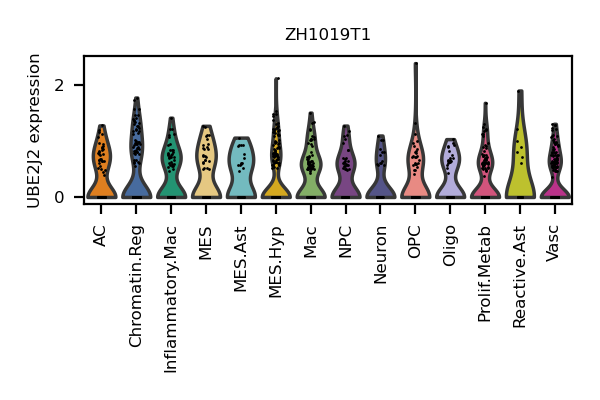 ZH1019T1
UBE2J2 expression
2
0
AC
Chromatin.Reg
Inflammatory.Mac
MES
MES.Ast
MES.Hyp
Mac
NPC
Neuron
OPC
Oligo
Prolif.Metab
Reactive.Ast
Vasc